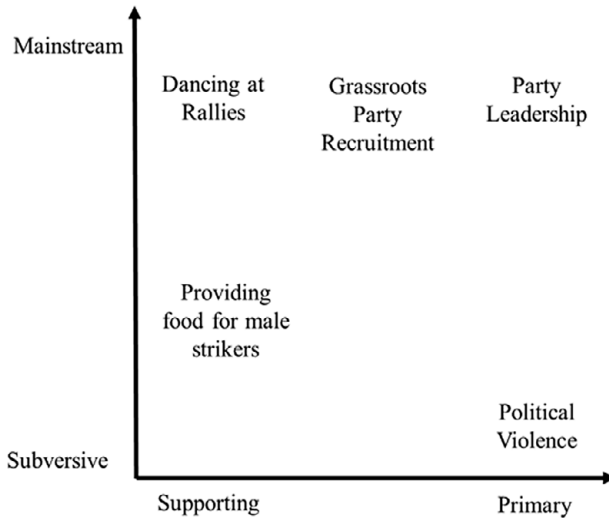 Mainstream
Dancing at
Rallies
Grassroots
Party
Recruitment
Party
Leadership
Providing
food for male
strikers
Political
Violence
Subversive
Supporting
Primary